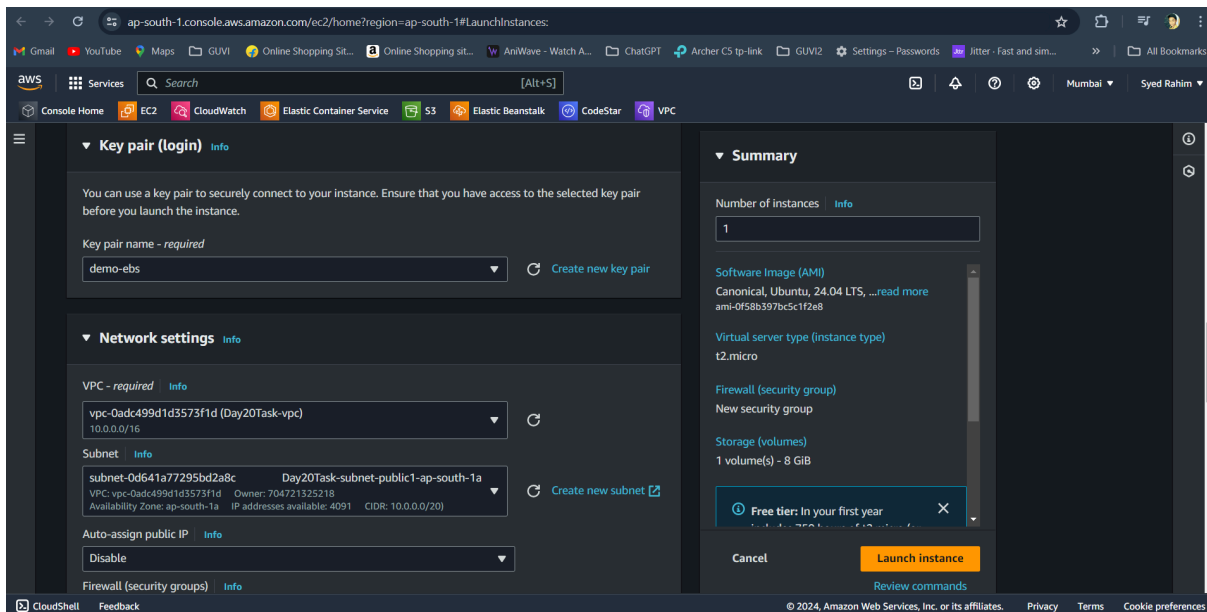 ap-south-1.console.aws.amazon.com/ec2/home?region=ap-south-1#LaunchInstances:
Gmail YouTube Maps GUVI Online Shopping Sit... Online Shopping sit... AniWave - Watch A... ChatGPT Archer C5 tp-link GUVI2 Settings – Passwords Jitter - Fast and sim... » All Bookmarks
aws Services Search [Alt+S] Mumbai Syed Rahim
Console Home EC2 CloudWatch Elastic Container Service S3 Elastic Beanstalk CodeStar VPC
Key pair (login) Info
You can use a key pair to securely connect to your instance. Ensure that you have access to the selected key pair
before you launch the instance.
Key pair name - required
demo-ebs
Create new key pair
Network settings Info
VPC - required Info
vpc-0adc499d1d3573f1d (Day20Task-vpc)
10.0.0.0/16
Subnet Info
subnet-0d641a77295bd2a8c Day20Task-subnet-public1-ap-south-1a
VPC: vpc-0adc499d1d3573f1d Owner: 704721325218
Availability Zone: ap-south-1a IP addresses available: 4091 CIDR: 10.0.0.0/20)
Create new subnet
Auto-assign public IP Info
Disable
Firewall (security groups) Info
Summary
Number of instances Info
1
Software Image (AMI)
Canonical, Ubuntu, 24.04 LTS, ...read more
ami-0f58b397bc5c1f2e8
Virtual server type (instance type)
t2.micro
Firewall (security group)
New security group
Storage (volumes)
1 volume(s) - 8 GiB
Free tier: In your first year
Cancel
Launch instance
Review commands
CloudShell Feedback © 2024, Amazon Web Services, Inc. or its affiliates. Privacy Terms Cookie preferences